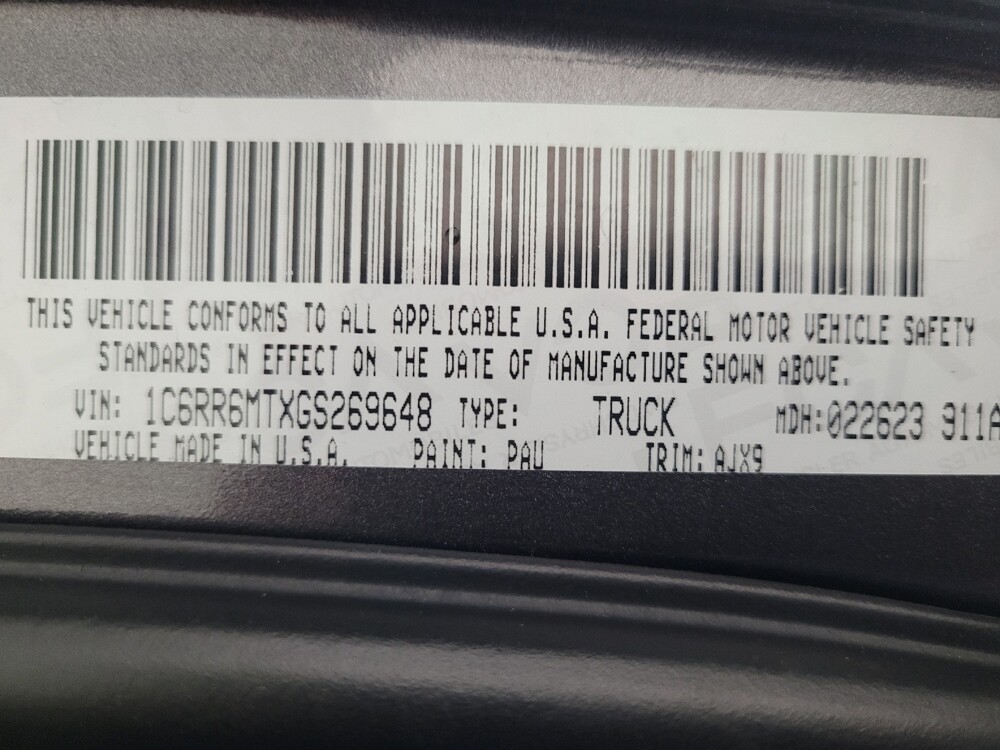 THIS VEHICLE CONFORMS TO ALL APPLICABLE U.S.A. FEDERAL MOTOR VEHICLE SAFETY
STANDARDS IN EFFECT ON THE DATE OF MANUFACTURE SHOWN ABOVE.
VIN: 1C6RR6MTXGS269648 TYPE: TRUCK MDH:022623 911A
VEHICLE MADE IN U.S.A. PAINT: PAU TRIM: AJX9